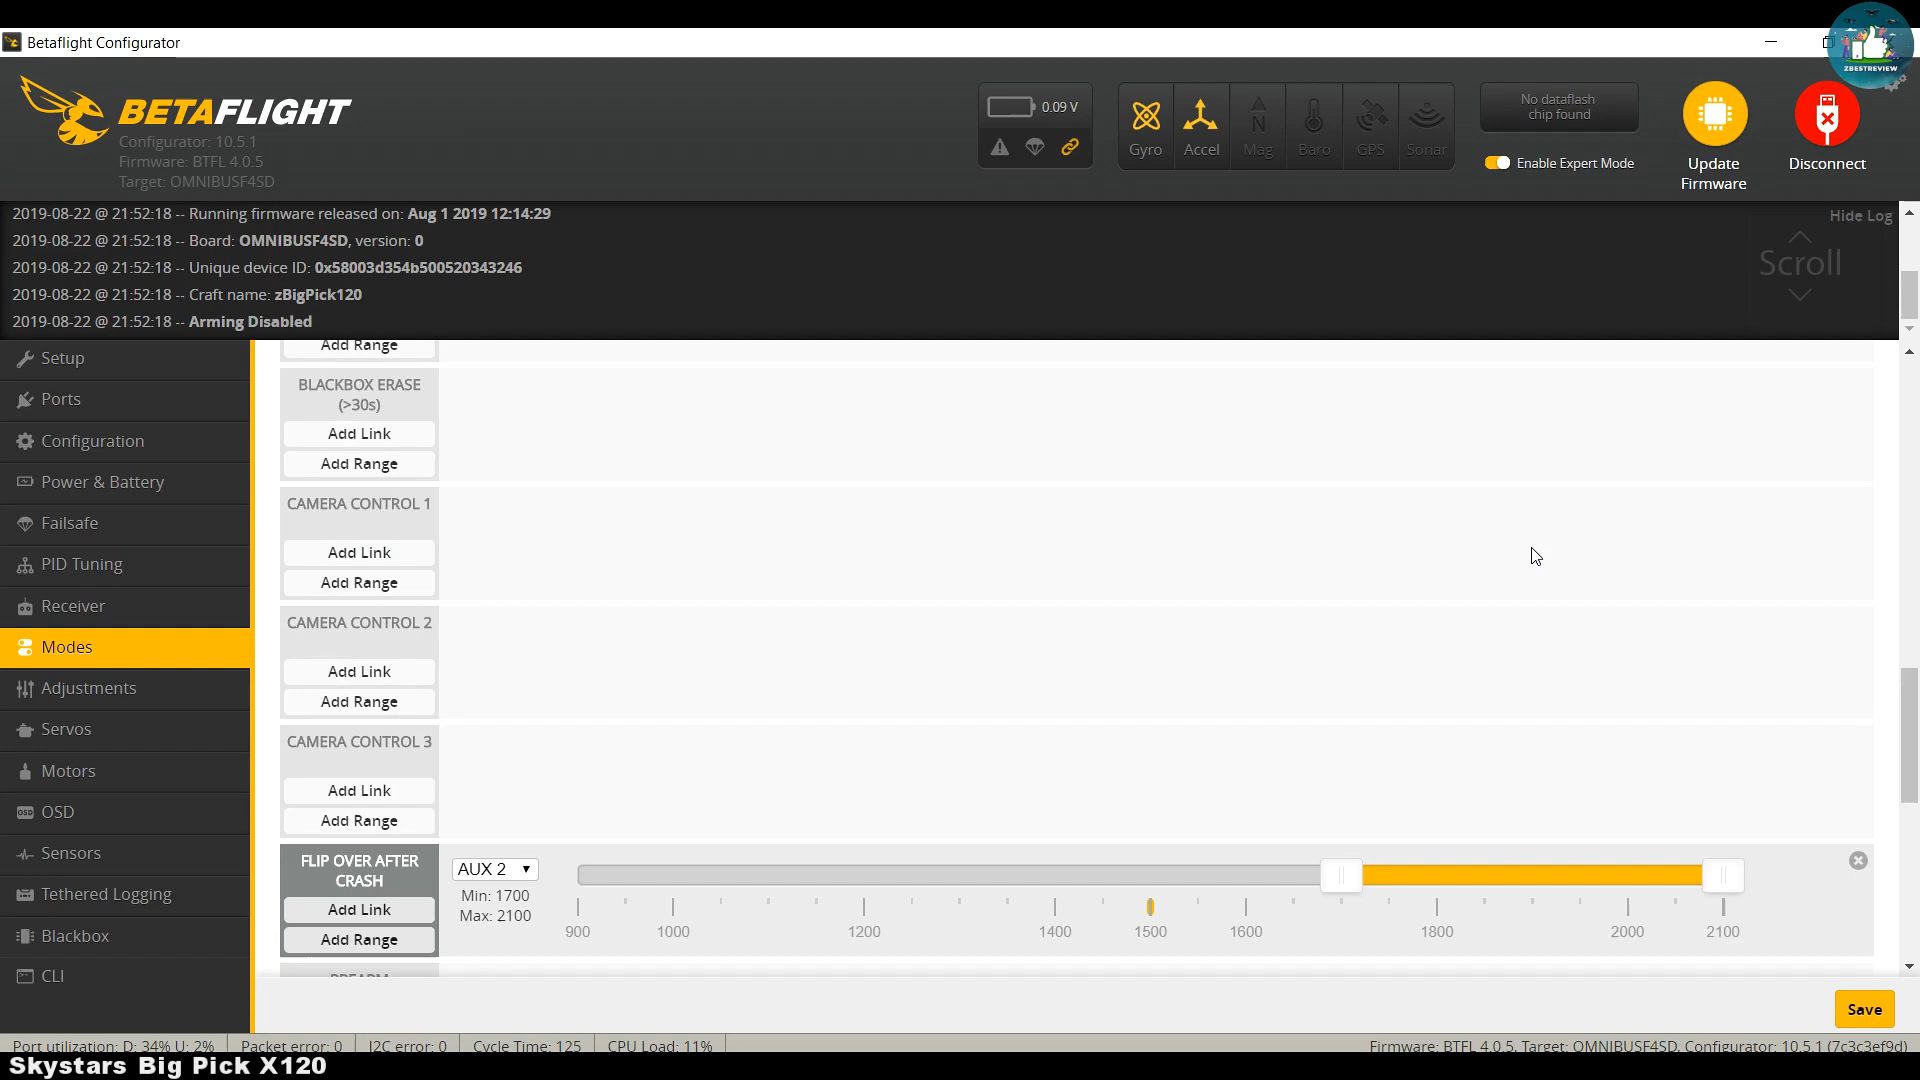 Betaflight Configurator
ZBESTREVIEW
BETAFLIGHT
Configurator: 10.5.1
Firmware: BTFL 4.0.5
Target: OMNIBUSF4SD
0.09 V
Gyro
Accel
Mag
Baro
GPS
Sonar
No dataflash
chip found
Enable Expert Mode
Update
Firmware
Disconnect
2019-08-22 @ 21:52:18 -- Running firmware released on: Aug 1 2019 12:14:29
2019-08-22 @ 21:52:18 -- Board: OMNIBUSF4SD, version: 0
2019-08-22 @ 21:52:18 -- Unique device ID: 0x58003d354b500520343246
2019-08-22 @ 21:52:18 -- Craft name: zBigPick120
2019-08-22 @ 21:52:18 -- Arming Disabled
Hide Log
Scroll
Setup
Ports
Configuration
Power & Battery
Failsafe
PID Tuning
Receiver
Modes
Adjustments
Servos
Motors
OSD
Sensors
Tethered Logging
Blackbox
CLI
Add Range
BLACKBOX ERASE
(>30s)
Add Link
Add Range
CAMERA CONTROL 1
Add Link
Add Range
CAMERA CONTROL 2
Add Link
Add Range
CAMERA CONTROL 3
Add Link
Add Range
FLIP OVER AFTER
CRASH
Add Link
Add Range
AUX 2
Min: 1700
Max: 2100
900 1000 1200 1400 1500 1600 1800 2000 2100
PREARM
Save
Port utilization: D: 34% U: 2%
Packet error: 0
I2C error: 0
Cycle Time: 125
CPU Load: 11%
Firmware: BTFL 4.0.5, Target: OMNIBUSF4SD, Configurator: 10.5.1 (7c3c3ef9d)
Skystars Big Pick X120